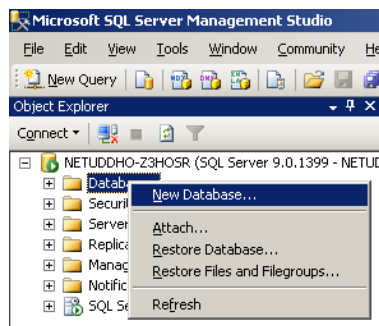 Microsoft SQL Server Management Studio
File Edit View Tools Window Community He
New Query
Object Explorer
Connect
NETUDDHO-Z3HOSR (SQL Server 9.0.1399 - NETUD
Datab
New Database...
Securit
Attach...
Server
Restore Database...
Replica
Restore Files and Filegroups...
Manag
Notific
Refresh
SQL Se